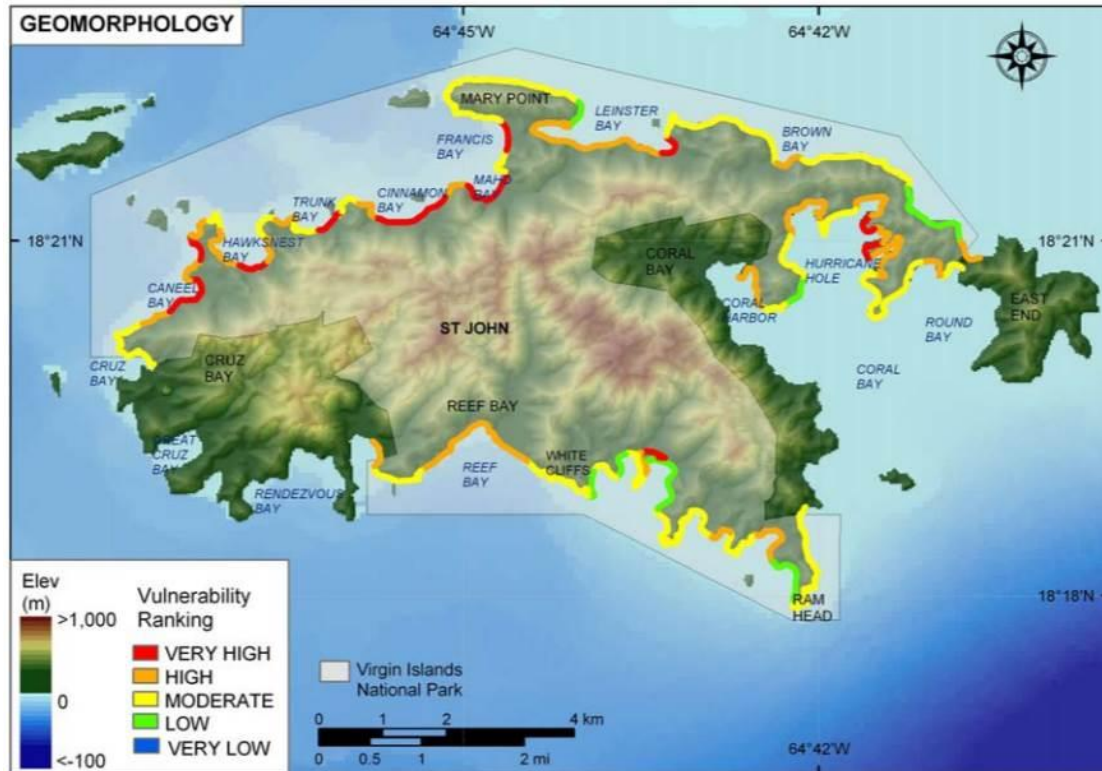 GEOMORPHOLOGY
64°45'W
64°42'W
MARY POINT
LEINSTER
BAY
FRANCIS
BAY
BROWN
BAY
MAHO
BAY
CINNAMON
BAY
TRUNK
BAY
18°21'N
18°21'N
HAWKSNEST
BAY
CORAL
BAY
HURRICANE
HOLE
CANEEL
BAY
CORAL
HARBOR
EAST
END
ROUND
BAY
ST JOHN
CRUZ
BAY
CRUZ
BAY
CORAL
BAY
REEF BAY
GREAT
CRUZ
BAY
REEF
BAY
WHITE
CLIFFS
RENDEZVOUS
BAY
RAM
HEAD
18°18'N
Elev
(m)
>1,000
0
<-100
Vulnerability
Ranking
VERY HIGH
HIGH
MODERATE
LOW
VERY LOW
Virgin Islands
National Park
0 1 2 4 km
0 0.5 1 2 mi
64°42'W